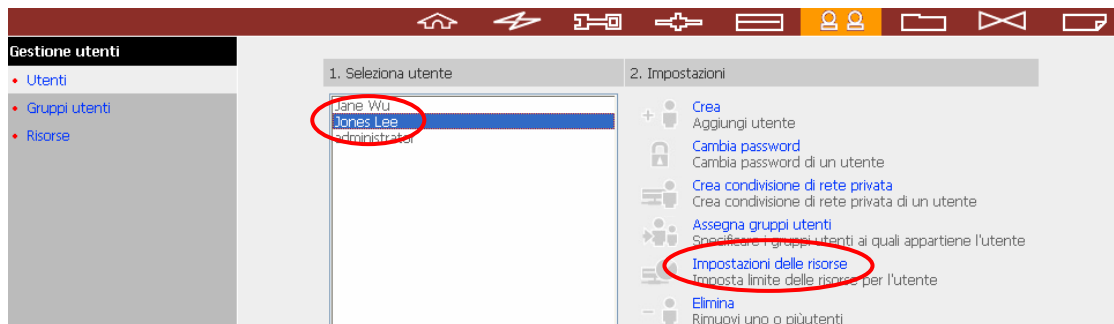 Gestione utenti
Utenti
Gruppi utenti
Risorse
1. Seleziona utente
Jane Wu
Jones Lee
administrator
2. Impostazioni
Crea
Aggiungi utente
Cambia password
Cambia password di un utente
Crea condivisione di rete privata
Crea condivisione di rete privata di un utente
Assegna gruppi utenti
Specificare i gruppi utenti ai quali appartiene l'utente
Impostazioni delle risorse
Imposta limite delle risorse per l'utente
Elimina
Rimuovi uno o piùutenti